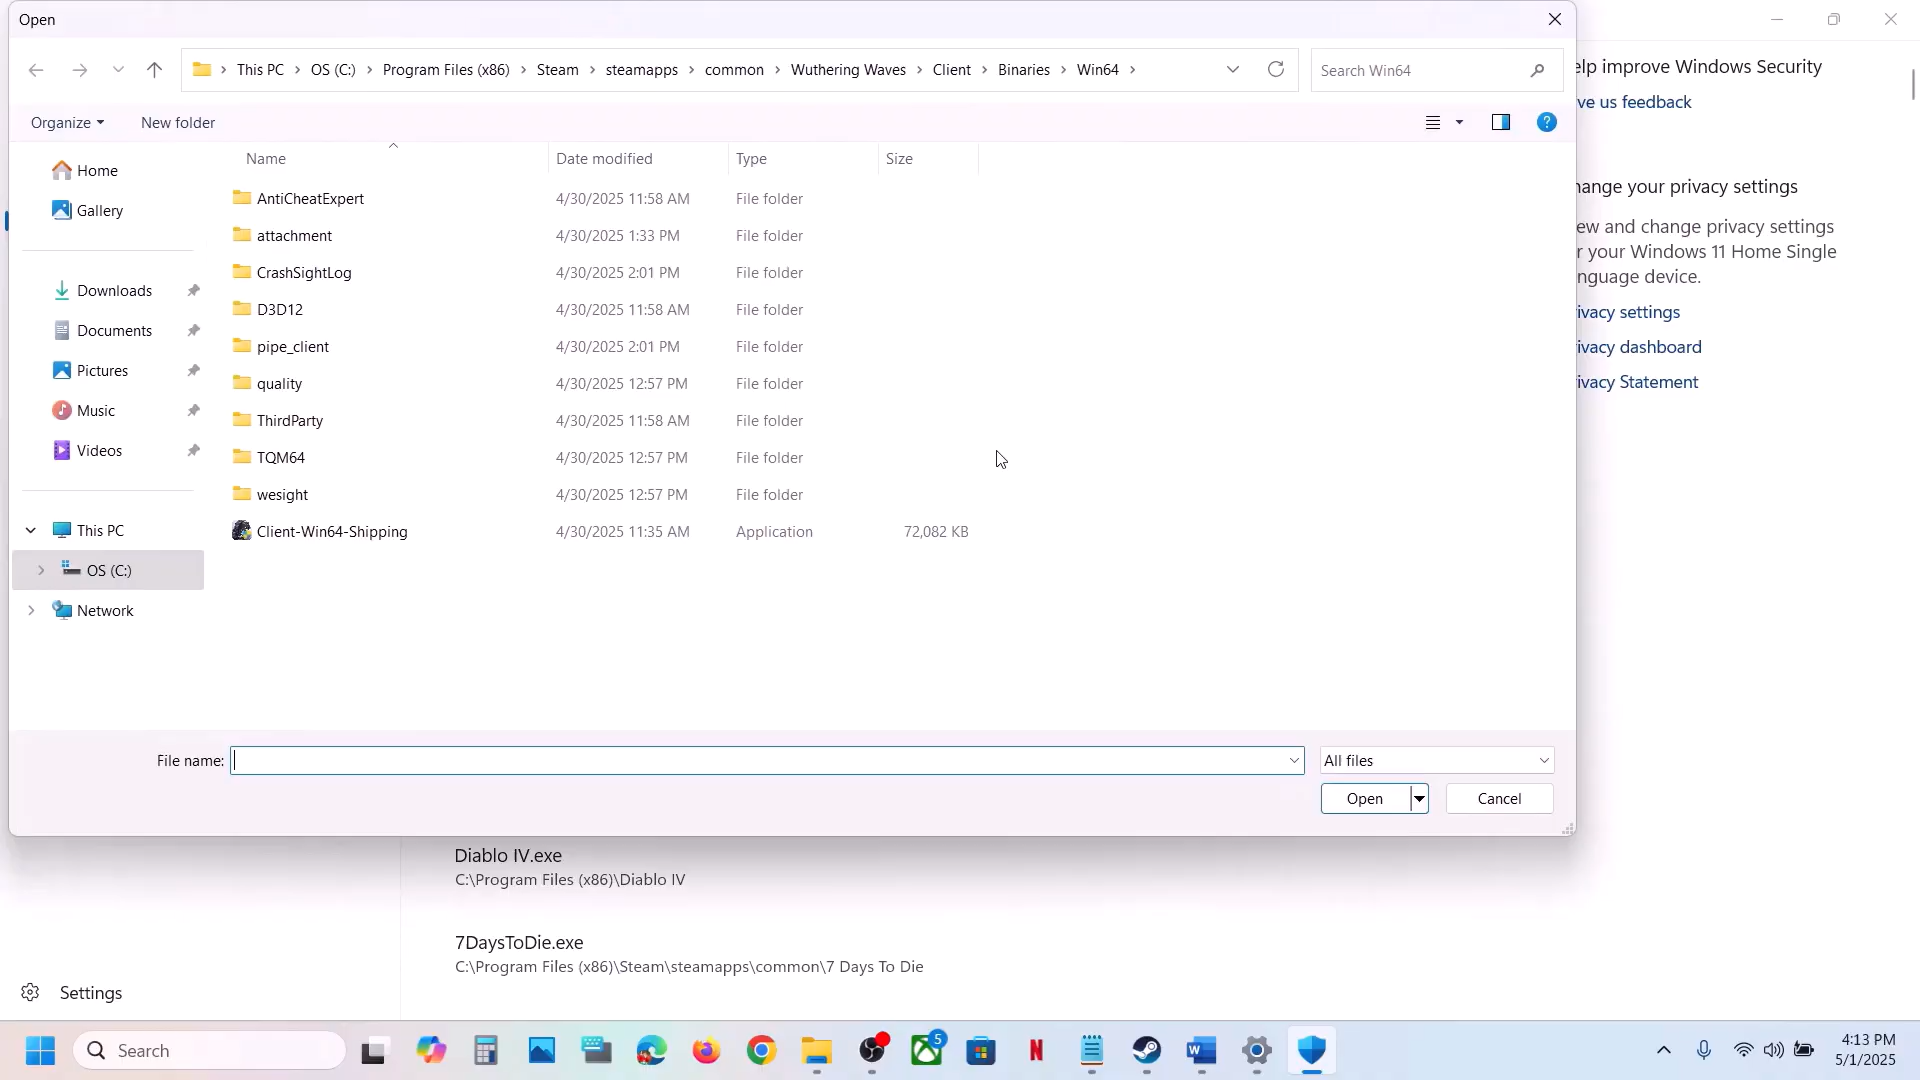 Open
This PC > OS (C:) > Program Files (x86) > Steam > steamapps > common > Wuthering Waves > Client > Binaries > Win64 >
Search Win64
Organize
New folder
Name
Date modified
Type
Size
Home
Gallery
Downloads
Documents
Pictures
Music
Videos
This PC
OS (C:)
Network
AntiCheatExpert 4/30/2025 11:58 AM File folder
attachment 4/30/2025 1:33 PM File folder
CrashSightLog 4/30/2025 2:01 PM File folder
D3D12 4/30/2025 11:58 AM File folder
pipe_client 4/30/2025 2:01 PM File folder
quality 4/30/2025 12:57 PM File folder
ThirdParty 4/30/2025 11:58 AM File folder
TQM64 4/30/2025 12:57 PM File folder
wesight 4/30/2025 12:57 PM File folder
Client-Win64-Shipping 4/30/2025 11:35 AM Application 72,082 KB
File name:
All files
Open
Cancel
elp improve Windows Security
ve us feedback
hange your privacy settings
ew and change privacy settings
r your Windows 11 Home Single
nguage device.
ivacy settings
ivacy dashboard
ivacy Statement
Diablo IV.exe
C:\Program Files (x86)\Diablo IV
7DaysToDie.exe
C:\Program Files (x86)\Steam\steamapps\common\7 Days To Die
Settings
Search
5
4:13 PM
5/1/2025